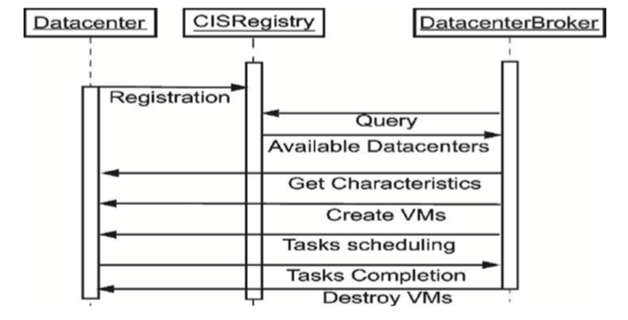 Datacenter
CISRegistry
DatacenterBroker
Registration
Query
Available Datacenters
Get Characteristics
Create VMs
Tasks scheduling
Tasks Completion
Destroy VMs